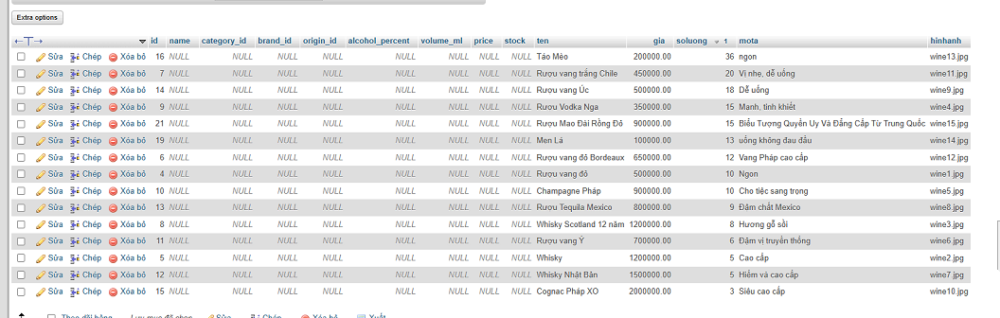 Extra options
←T→ id name category_id brand_id origin_id alcohol_percent volume_ml price stock ten gia soluong 1 mota hinhanh
Sửa Chép Xóa bỏ 16 NULL NULL NULL NULL NULL NULL NULL NULL Táo Mèo 200000.00 36 ngon wine13.jpg
Sửa Chép Xóa bỏ 7 NULL NULL NULL NULL NULL NULL NULL NULL Rượu vang trắng Chile 450000.00 20 Vị nhẹ, dễ uống wine11.jpg
Sửa Chép Xóa bỏ 14 NULL NULL NULL NULL NULL NULL NULL NULL Rượu vang Úc 500000.00 18 Dễ uống wine9.jpg
Sửa Chép Xóa bỏ 9 NULL NULL NULL NULL NULL NULL NULL NULL Rượu Vodka Nga 350000.00 15 Mạnh, tinh khiết wine4.jpg
Sửa Chép Xóa bỏ 21 NULL NULL NULL NULL NULL NULL NULL NULL Rượu Mao Đài Rồng Đỏ 900000.00 15 Biểu Tượng Quyền Uy Và Đẳng Cấp Từ Trung Quốc wine15.jpg
Sửa Chép Xóa bỏ 19 NULL NULL NULL NULL NULL NULL NULL NULL Men Lá 100000.00 13 uống không đau đầu wine14.jpg
Sửa Chép Xóa bỏ 6 NULL NULL NULL NULL NULL NULL NULL NULL Rượu vang đỏ Bordeaux 650000.00 12 Vang Pháp cao cấp wine12.jpg
Sửa Chép Xóa bỏ 4 NULL NULL NULL NULL NULL NULL NULL NULL Rượu vang đỏ 500000.00 10 Ngon wine1.jpg
Sửa Chép Xóa bỏ 10 NULL NULL NULL NULL NULL NULL NULL NULL Champagne Pháp 900000.00 10 Cho tiệc sang trọng wine5.jpg
Sửa Chép Xóa bỏ 13 NULL NULL NULL NULL NULL NULL NULL NULL Rượu Tequila Mexico 800000.00 9 Đậm chất Mexico wine8.jpg
Sửa Chép Xóa bỏ 8 NULL NULL NULL NULL NULL NULL NULL NULL Whisky Scotland 12 năm 1200000.00 8 Hương gỗ sồi wine3.jpg
Sửa Chép Xóa bỏ 11 NULL NULL NULL NULL NULL NULL NULL NULL Rượu vang Ý 700000.00 6 Đậm vị truyền thống wine6.jpg
Sửa Chép Xóa bỏ 5 NULL NULL NULL NULL NULL NULL NULL NULL Whisky 1200000.00 5 Cao cấp wine2.jpg
Sửa Chép Xóa bỏ 12 NULL NULL NULL NULL NULL NULL NULL NULL Whisky Nhật Bản 1500000.00 5 Hiếm và cao cấp wine7.jpg
Sửa Chép Xóa bỏ 15 NULL NULL NULL NULL NULL NULL NULL NULL Cognac Pháp XO 2000000.00 3 Siêu cao cấp wine10.jpg
Sửa Chép Xóa bỏ Xuất